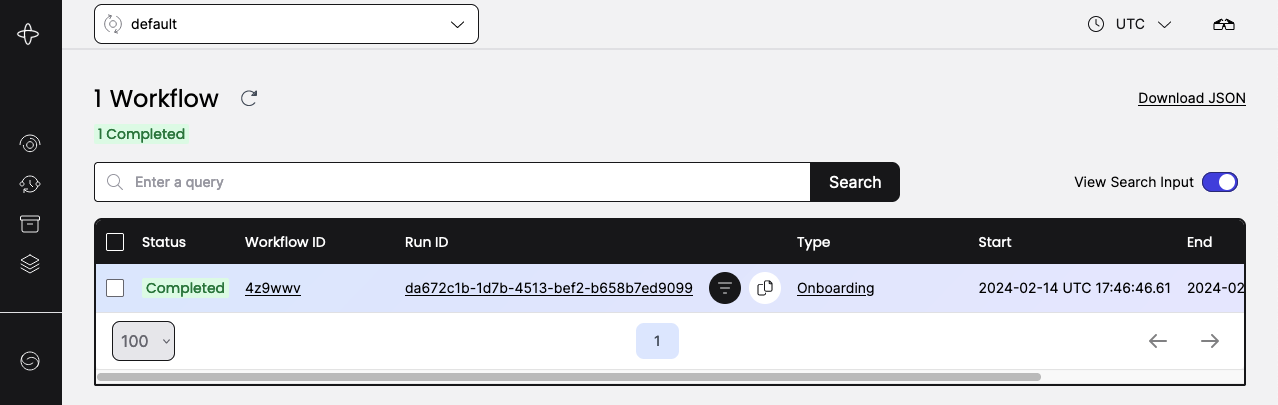 default
UTC
1 Workflow
Download JSON
1 Completed
Enter a query
Search
View Search Input
Status Workflow ID Run ID Type Start End
Completed 4z9wwv da672c1b-1d7b-4513-bef2-b658b7ed9099 Onboarding 2024-02-14 UTC 17:46:46.61 2024-02
100 1